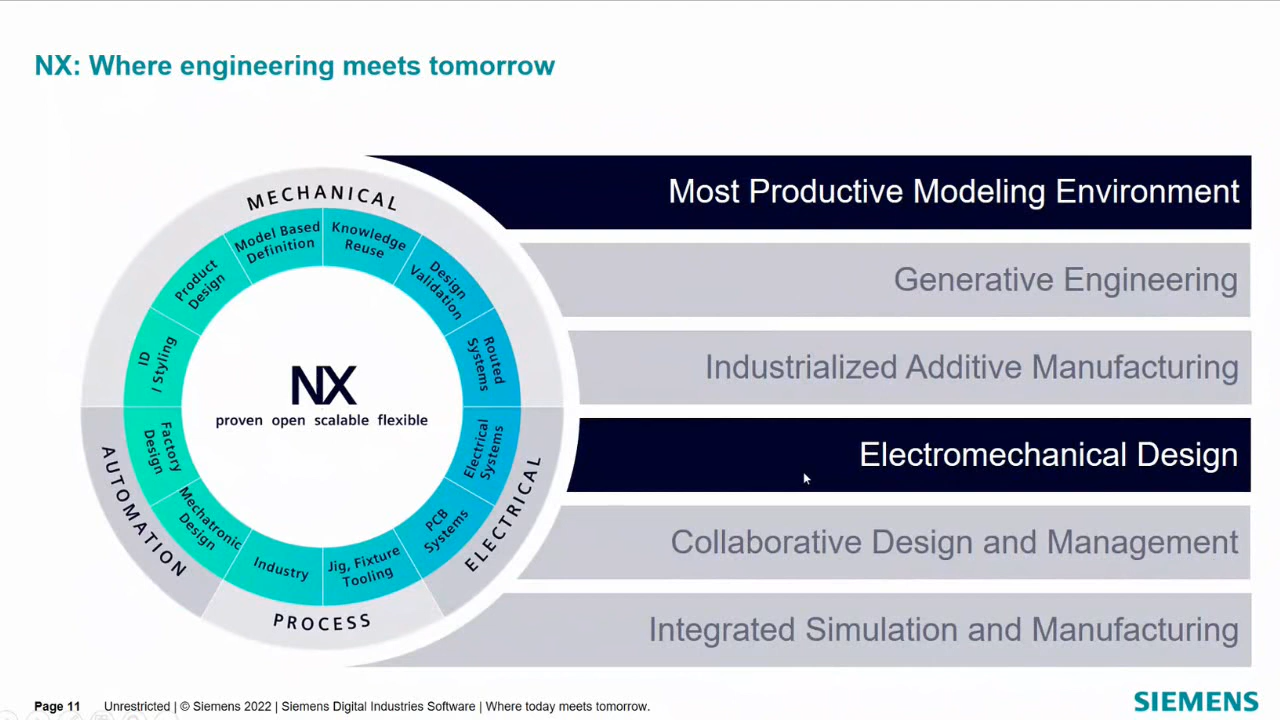 NX: Where engineering meets tomorrow
MECHANICAL
Model Based
Definition
Knowledge
Reuse
Design
Validation
Routed
Systems
Electrical
Systems
PCB
Systems
Jig, Fixture
Tooling
Industry
Mechatronic
Design
Factory
Design
ID
/ Styling
Product
Design
ELECTRICAL
PROCESS
AUTOMATION
NX
proven open scalable flexible
Most Productive Modeling Environment
Generative Engineering
Industrialized Additive Manufacturing
Electromechanical Design
Collaborative Design and Management
Integrated Simulation and Manufacturing
Page 11 Unrestricted | © Siemens 2022 | Siemens Digital Industries Software | Where today meets tomorrow.
SIEMENS